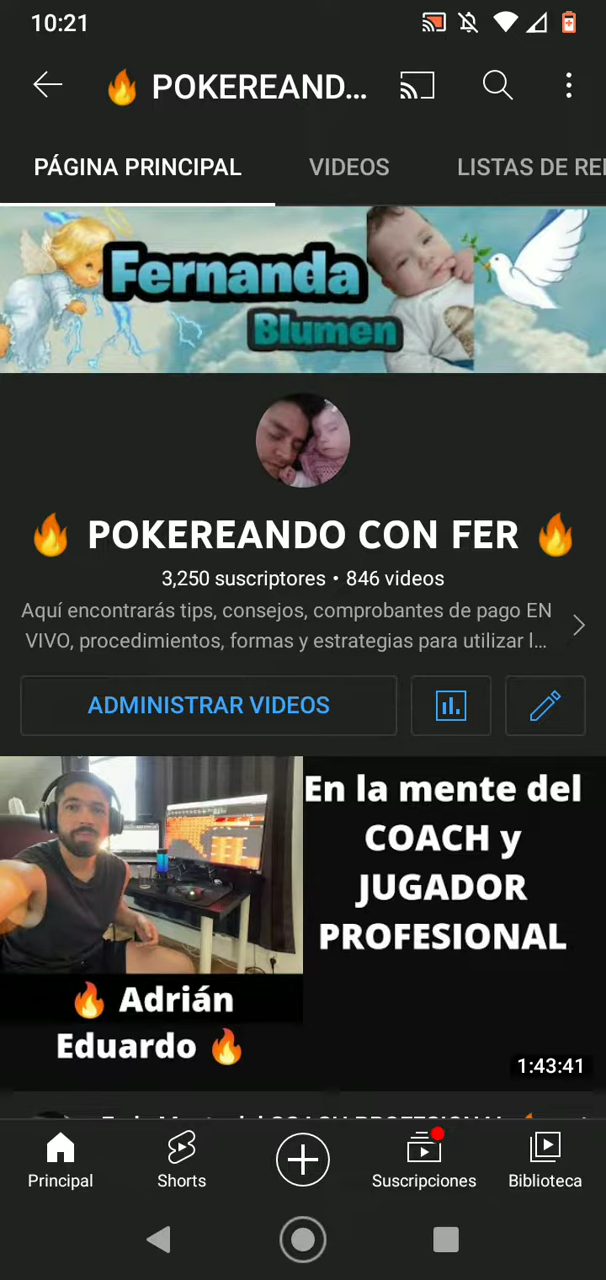 10:21
🔥 POKEREAND...
PÁGINA PRINCIPAL
VIDEOS
LISTAS DE RE
Fernanda
Blumen
🔥 POKEREANDO CON FER 🔥
3,250 suscriptores • 846 videos
Aquí encontrarás tips, consejos, comprobantes de pago EN
VIVO, procedimientos, formas y estrategias para utilizar l...
ADMINISTRAR VIDEOS
En la mente del
COACH y
JUGADOR
PROFESIONAL
🔥 Adrián
Eduardo 🔥
1:43:41
Principal
Shorts
Suscripciones
Biblioteca